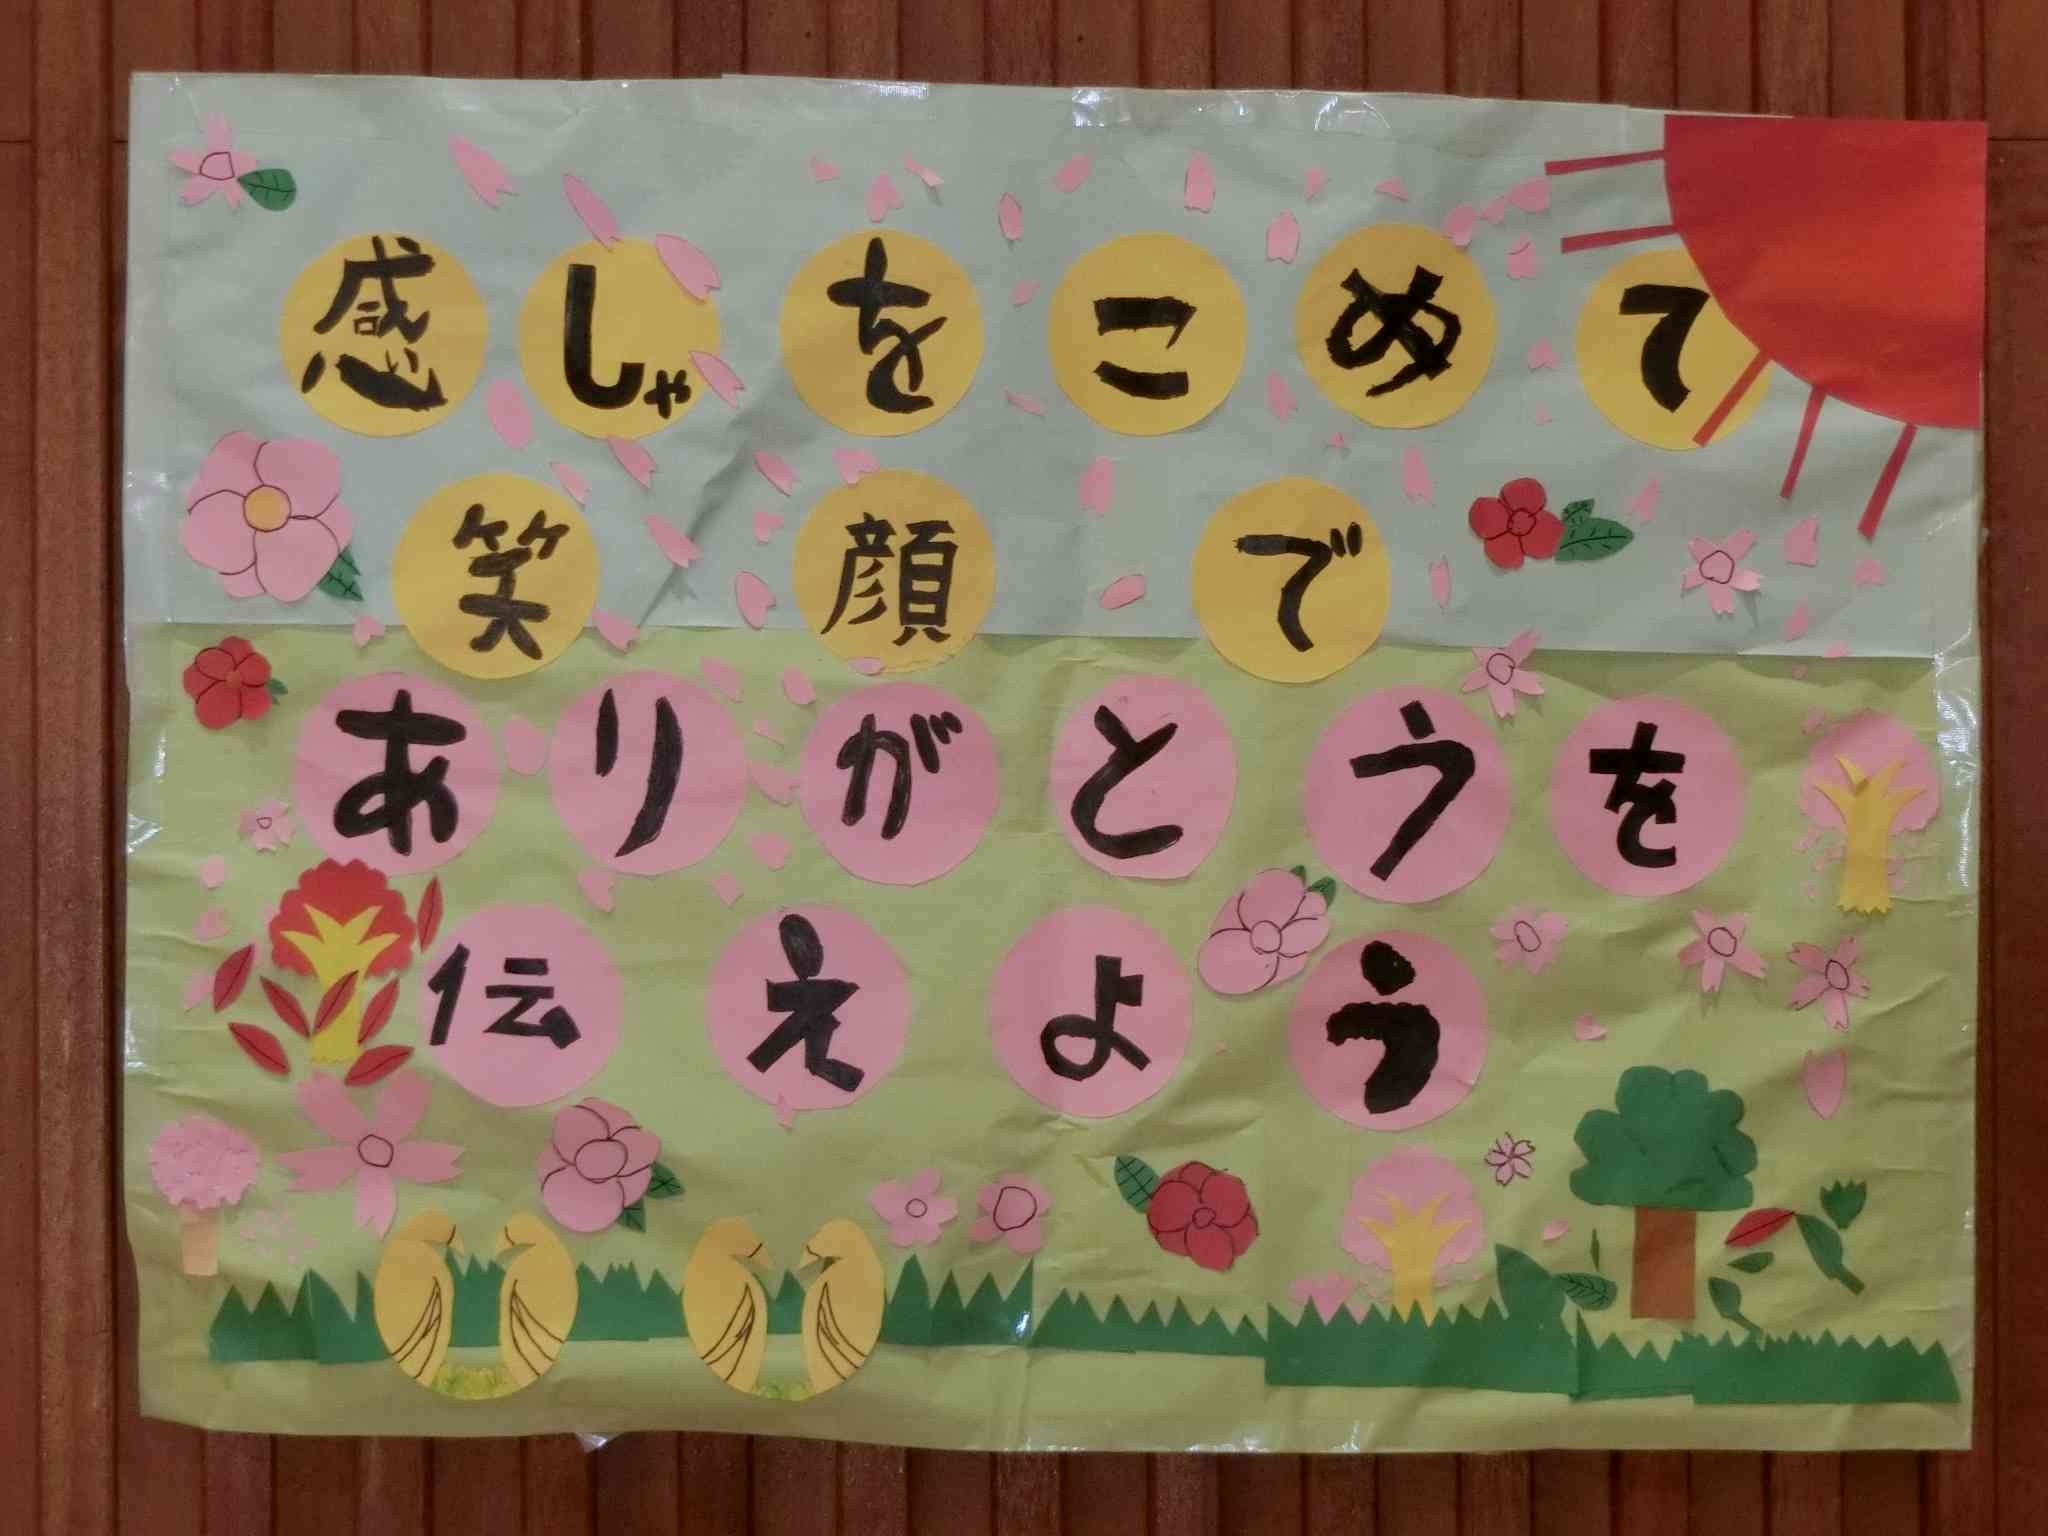 感しゃをこめて
笑顔で
ありがとうを
伝えよう